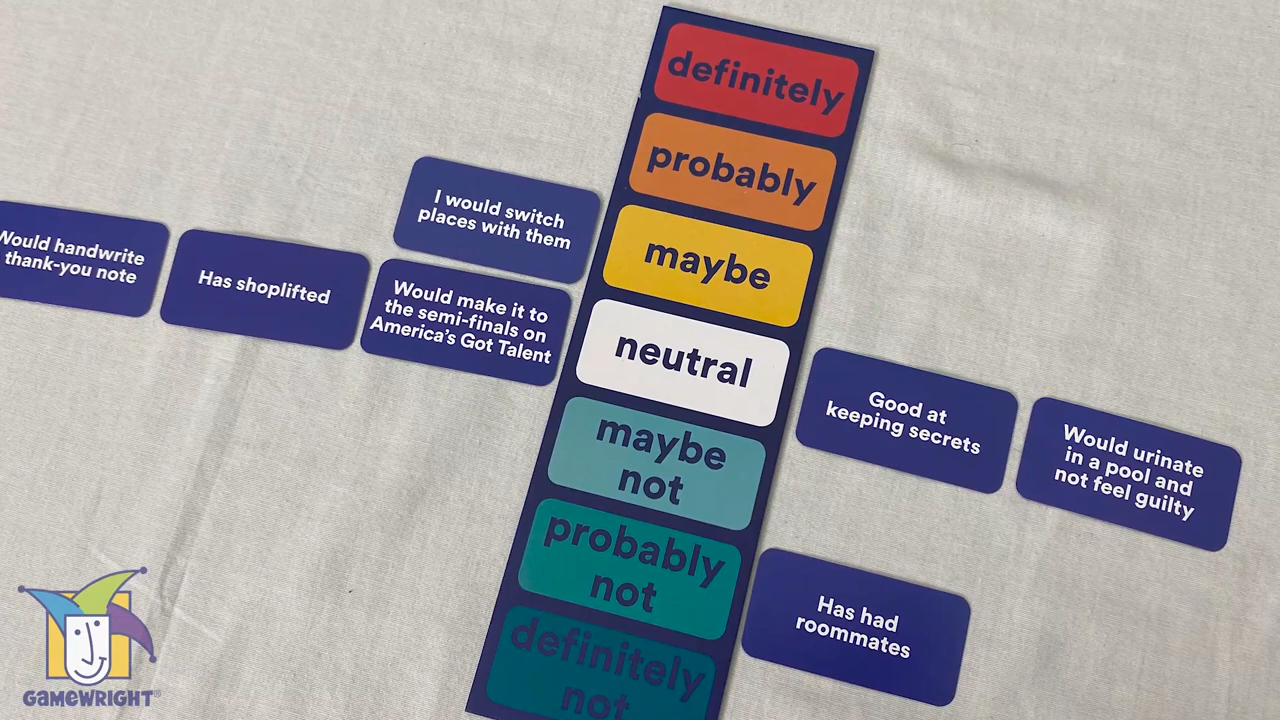 definitely
probably
maybe
neutral
maybe
not
probably
not
definitely
not
I would switch
places with them
Would handwrite
thank-you note
Has shoplifted
Would make it to
the semi-finals on
America's Got Talent
Good at
keeping secrets
Would urinate
in a pool and
not feel guilty
Has had
roommates
GAMEWRIGHT®